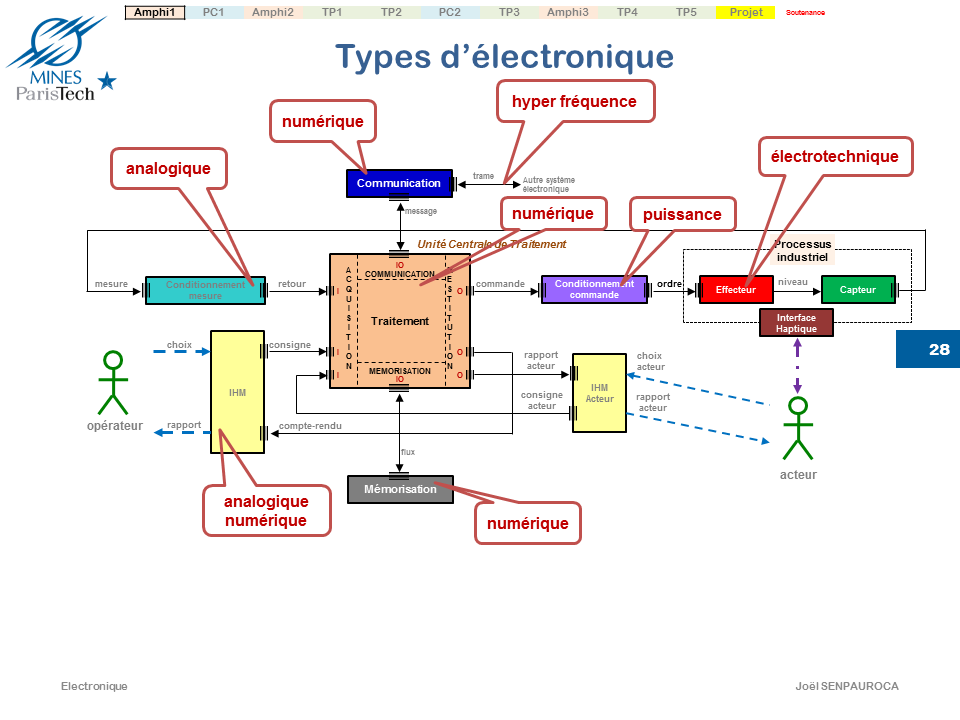 Amphi1 PC1 Amphi2 TP1 TP2 PC2 TP3 Amphi3 TP4 TP5 Projet Soutenance
MINES
ParisTech
Types d’électronique
hyper fréquence
numérique
analogique
électrotechnique
Communication
trame
Autre système
électronique
message
numérique
puissance
Unité Centrale de Traitement
Processus
industriel
IO
COMMUNICATION
ACQUISITION
RESTITUTION
mesure
Conditionnement
mesure
retour
I
O
commande
Conditionnement
commande
ordre
Effecteur
niveau
Capteur
Traitement
Interface
Haptique
28
choix
consigne
I
O
rapport
acteur
choix
acteur
MEMORISATION
IO
I
O
IHM
IHM
Acteur
consigne
acteur
rapport
acteur
opérateur
rapport
compte-rendu
flux
acteur
Mémorisation
analogique
numérique
numérique
Electronique
Joël SENPAUROCA